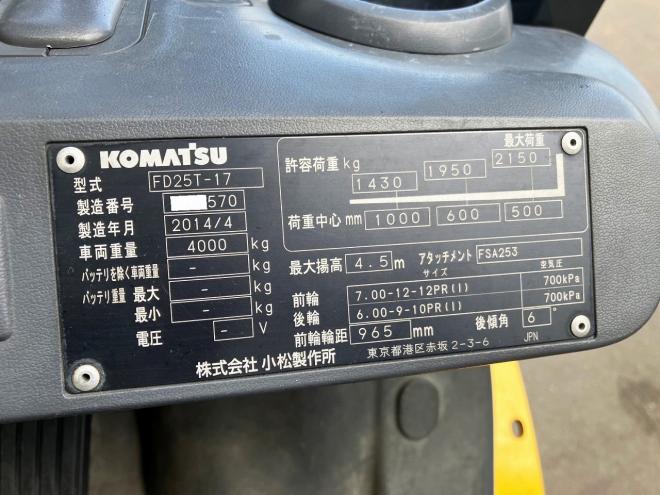 KOMATSU
型式 FD25T-17
製造番号 570
製造年月 2014/4
車両重量 4000 kg
バッテリを除く車両重量 - kg
バッテリ重量 最大 - kg
最小 - kg
電圧 - V
最大荷重
許容荷重 kg 1430 1950 2150
荷重中心 mm 1000 600 500
最大揚高 4.5 m アタッチメント FSA253
サイズ 空気圧
前輪 7.00-12-12PR(I) 700kPa
後輪 6.00-9-10PR(I) 700kPa
前輪輪距 965 mm 後傾角 6°
JPN
株式会社 小松製作所 東京都港区赤坂2-3-6